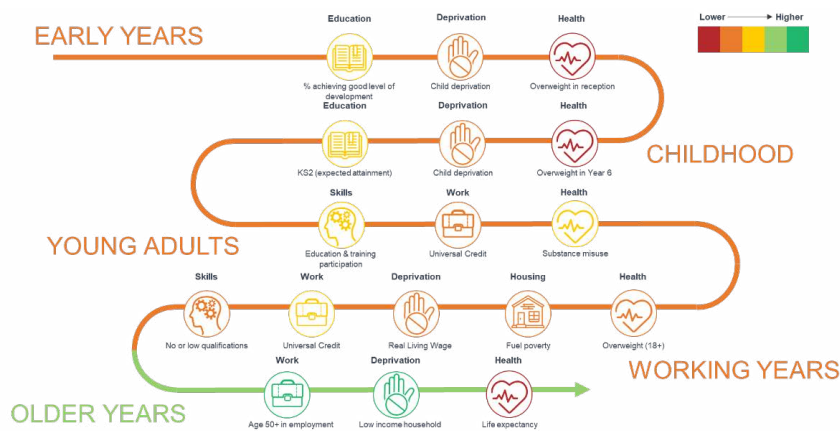 Lower Higher
EARLY YEARS
Education Deprivation Health
% achieving good level of
development
Child deprivation
Overweight in reception
CHILDHOOD
Education Deprivation Health
KS2 (expected attainment)
Child deprivation
Overweight in Year 6
YOUNG ADULTS
Skills Work Health
Education & training
participation
Universal Credit
Substance misuse
Skills Work Deprivation Housing Health
No or low qualifications
Universal Credit
Real Living Wage
Fuel poverty
Overweight (18+)
WORKING YEARS
Work Deprivation Health
OLDER YEARS
Age 50+ in employment
Low income household
Life expectancy